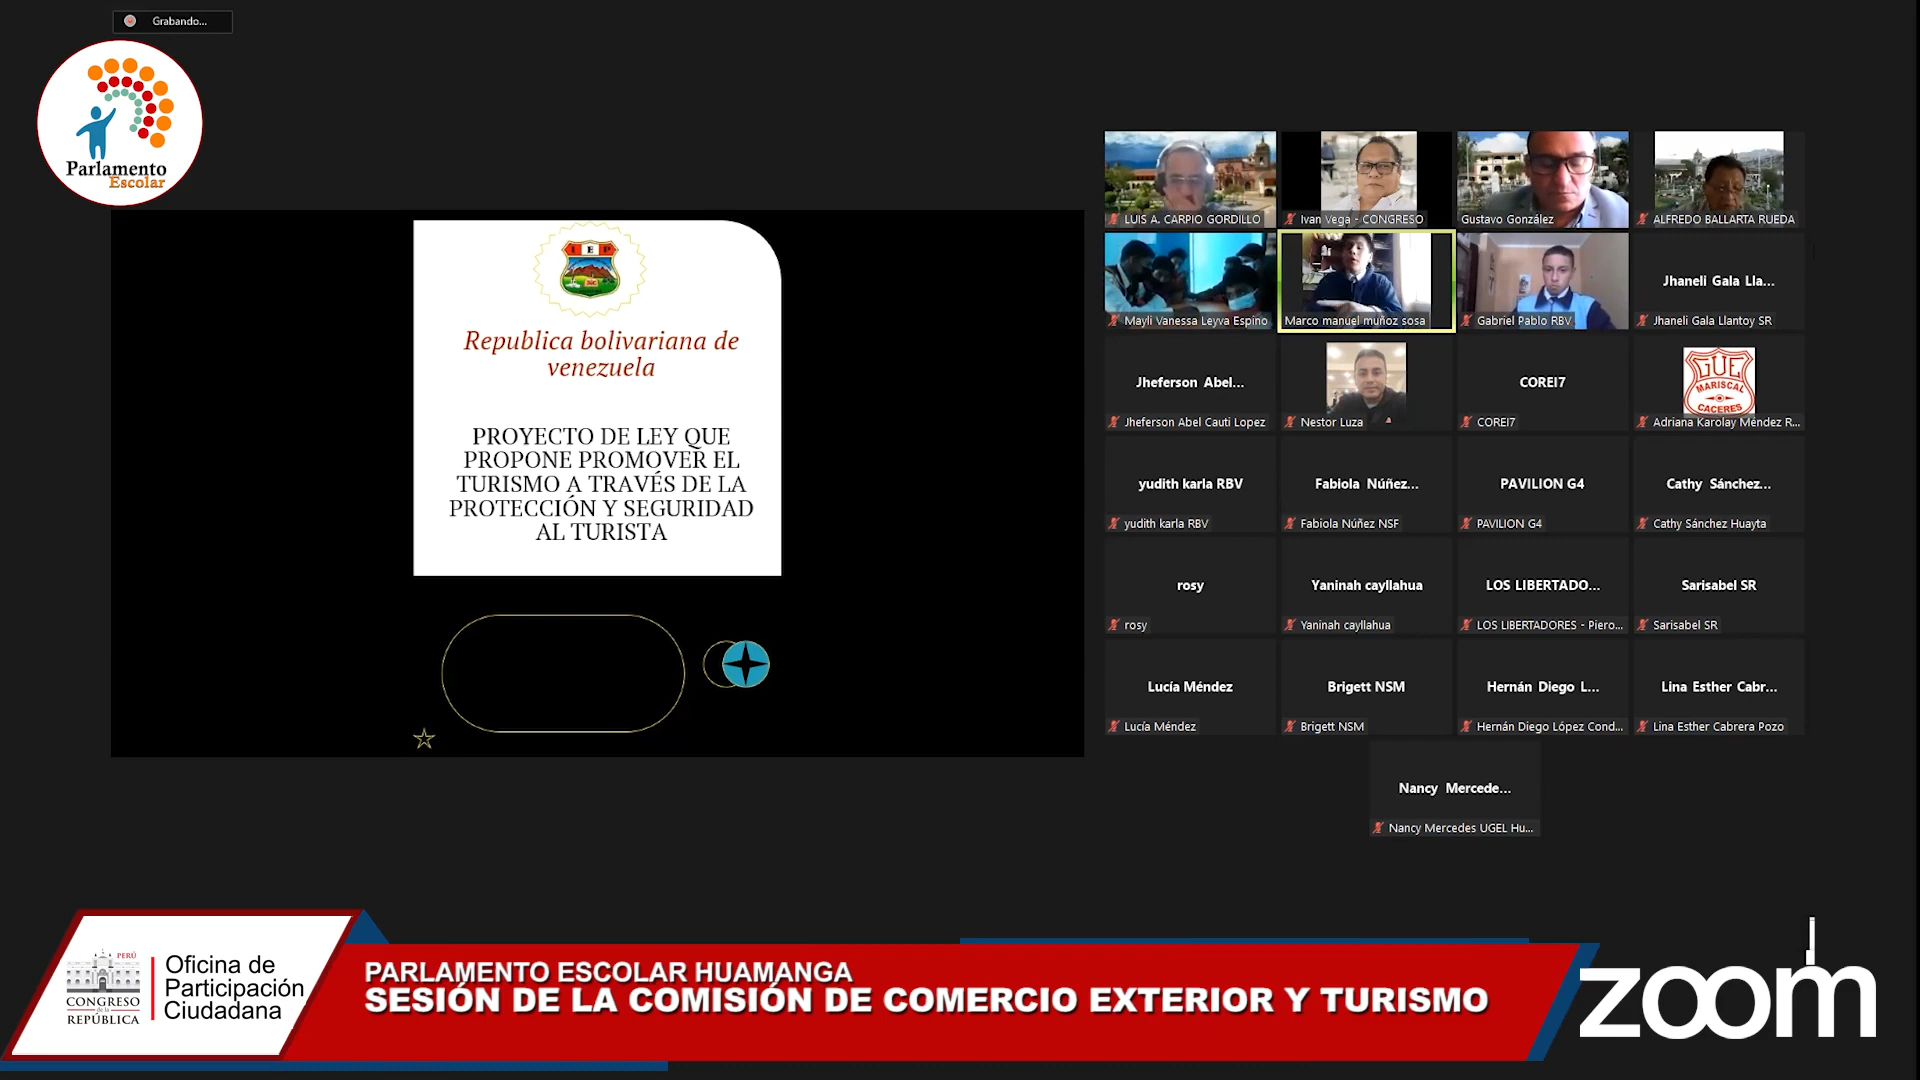 Grabando...
Parlamento
Escolar
I E P
Republica bolivariana de
venezuela
PROYECTO DE LEY QUE
PROPONE PROMOVER EL
TURISMO A TRAVÉS DE LA
PROTECCIÓN Y SEGURIDAD
AL TURISTA
LUIS A. CARPIO GORDILLO
Ivan Vega - CONGRESO
Gustavo González
ALFREDO BALLARTA RUEDA
Mayli Vanessa Leyva Espino
Marco manuel muñoz sosa
Gabriel Pablo RBV
Jhaneli Gala Lla...
Jhaneli Gala Llantoy SR
Jheferson Abel...
Jheferson Abel Cauti Lopez
Nestor Luza
COREI7
COREI7
GUE
MARISCAL
CACERES
Adriana Karolay Méndez R...
yudith karla RBV
yudith karla RBV
Fabiola Núñez...
Fabiola Núñez NSF
PAVILION G4
PAVILION G4
Cathy Sánchez...
Cathy Sánchez Huayta
rosy
rosy
Yaninah cayllahua
Yaninah cayllahua
LOS LIBERTADO...
LOS LIBERTADORES - Piero...
Sarisabel SR
Sarisabel SR
Lucía Méndez
Lucía Méndez
Brigett NSM
Brigett NSM
Hernán Diego L...
Hernán Diego López Cond...
Lina Esther Cabr...
Lina Esther Cabrera Pozo
Nancy Mercede...
Nancy Mercedes UGEL Hu...
PERÚ
CONGRESO
de la
REPÚBLICA
Oficina de
Participación
Ciudadana
PARLAMENTO ESCOLAR HUAMANGA
SESIÓN DE LA COMISIÓN DE COMERCIO EXTERIOR Y TURISMO
zoom